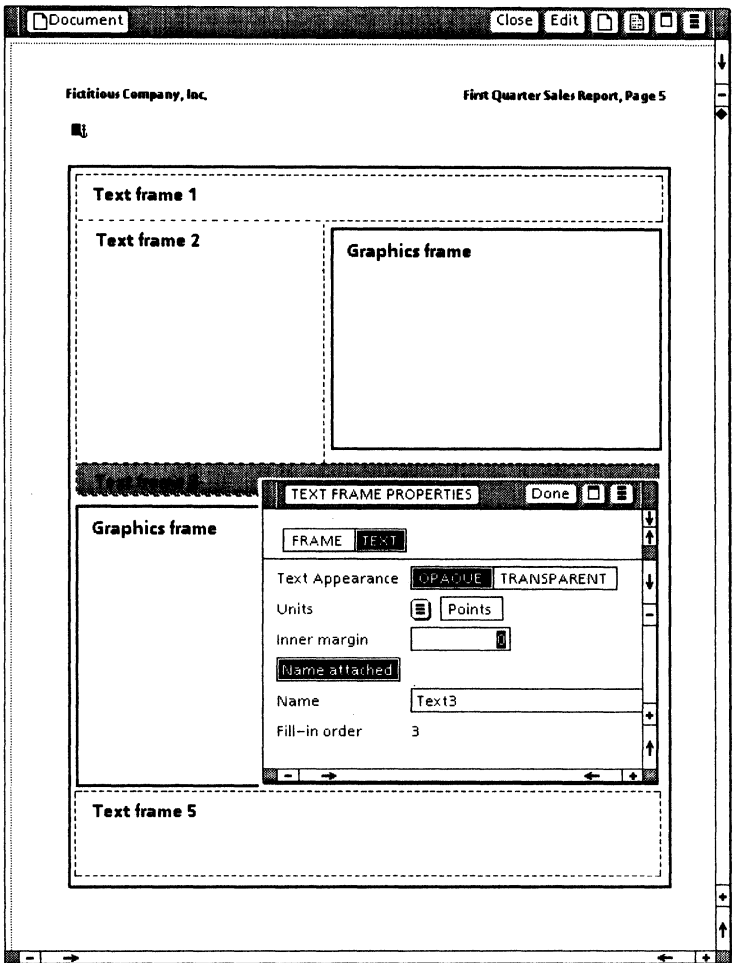 Document Close Edit
Fictitious Company, Inc. First Quarter Sales Report, Page 5
Text frame 1
Text frame 2
Graphics frame
Text frame
TEXT FRAME PROPERTIES Done
Graphics frame
FRAME TEXT
Text Appearance OPAQUE TRANSPARENT
Units Points
Inner margin 0
Name attached
Name Text3
Fill-in order 3
Text frame 5